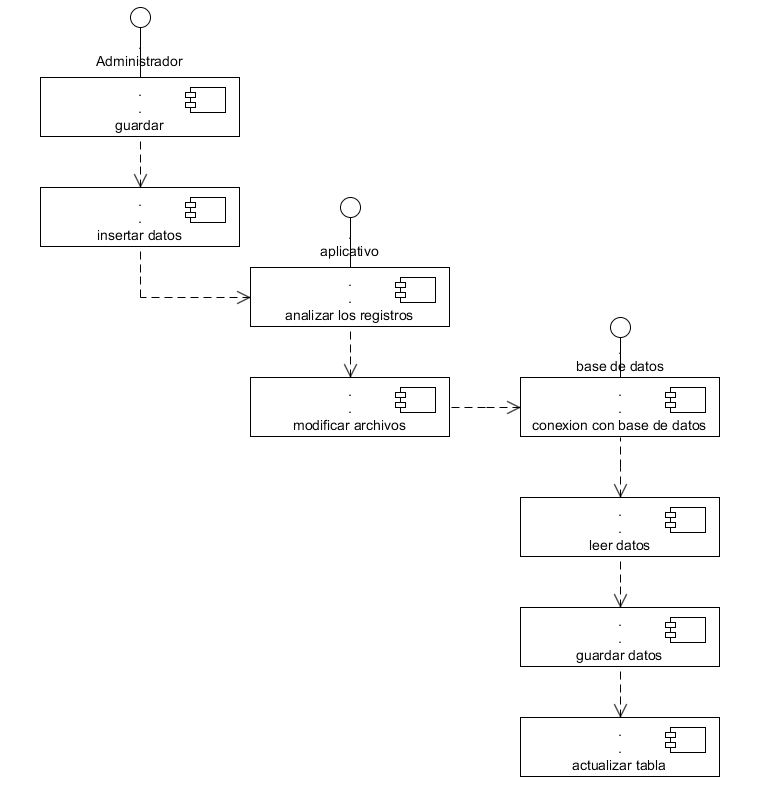 Administrador
guardar
insertar datos
aplicativo
analizar los registros
modificar archivos
base de datos
conexion con base de datos
leer datos
guardar datos
actualizar tabla